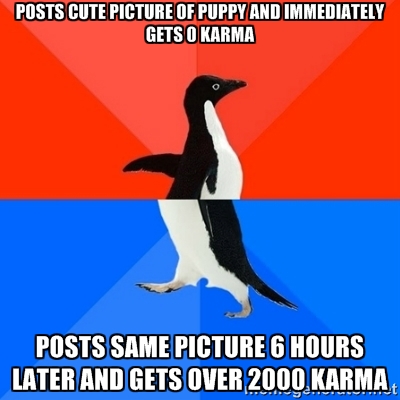 POSTS CUTE PICTURE OF PUPPY AND IMMEDIATELY
GETS 0 KARMA
POSTS SAME PICTURE 6 HOURS
LATER AND GETS OVER 2000 KARMA
memegenerator.net